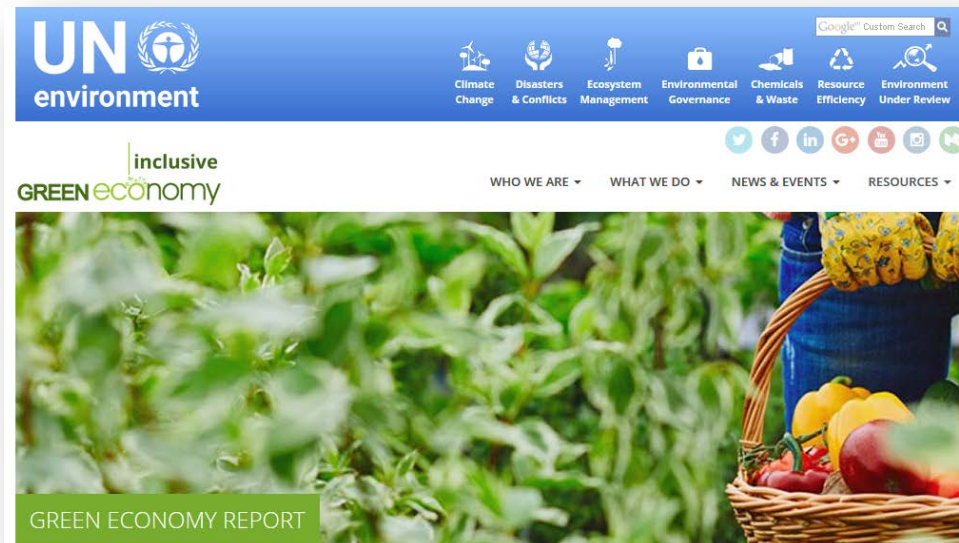 UN
environment
Google™ Custom Search
Climate
Change
Disasters
& Conflicts
Ecosystem
Management
Environmental
Governance
Chemicals
& Waste
Resource
Efficiency
Environment
Under Review
inclusive
GREEN economy
WHO WE ARE
WHAT WE DO
NEWS & EVENTS
RESOURCES
GREEN ECONOMY REPORT